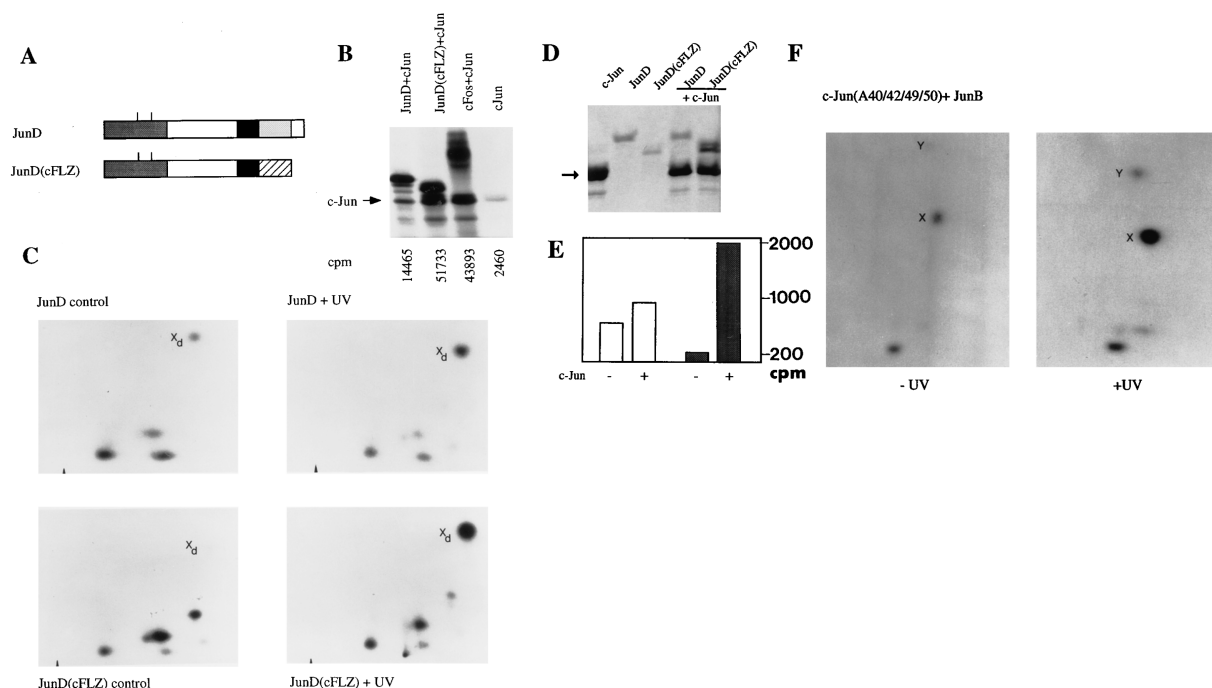 A
JunD
JunD(cFLZ)
B
JunD+cJun
JunD(cFLZ)+cJun
cFos+cJun
cJun
c-Jun
cpm
14465
51733
43893
2460
C
JunD control
JunD + UV
Xd
Xd
Xd
Xd
JunD(cFLZ) control
JunD(cFLZ) + UV
D
c-Jun
JunD
JunD(cFLZ)
JunD
JunD(cFLZ)
+ c-Jun
E
2000
1000
200
c-Jun - + - + cpm
F
c-Jun(A40/42/49/50)+ JunB
Y
X
Y
X
- UV
+UV